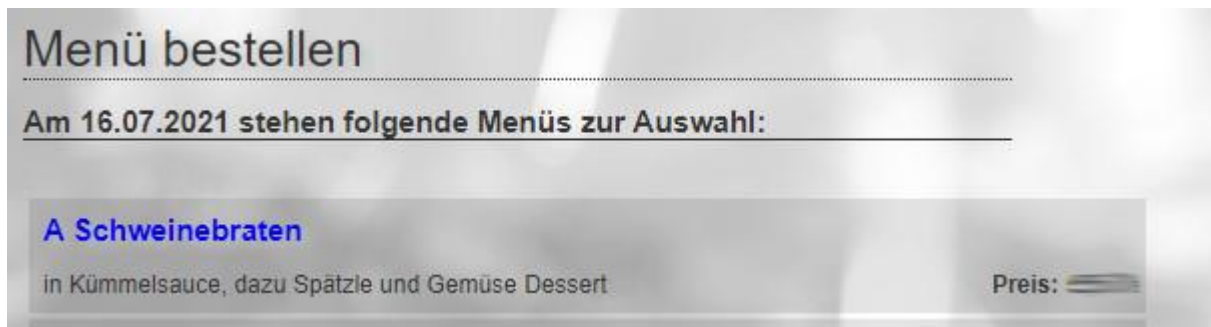 Menü bestellen
Am 16.07.2021 stehen folgende Menüs zur Auswahl:
A Schweinebraten
in Kümmelsauce, dazu Spätzle und Gemüse Dessert Preis: